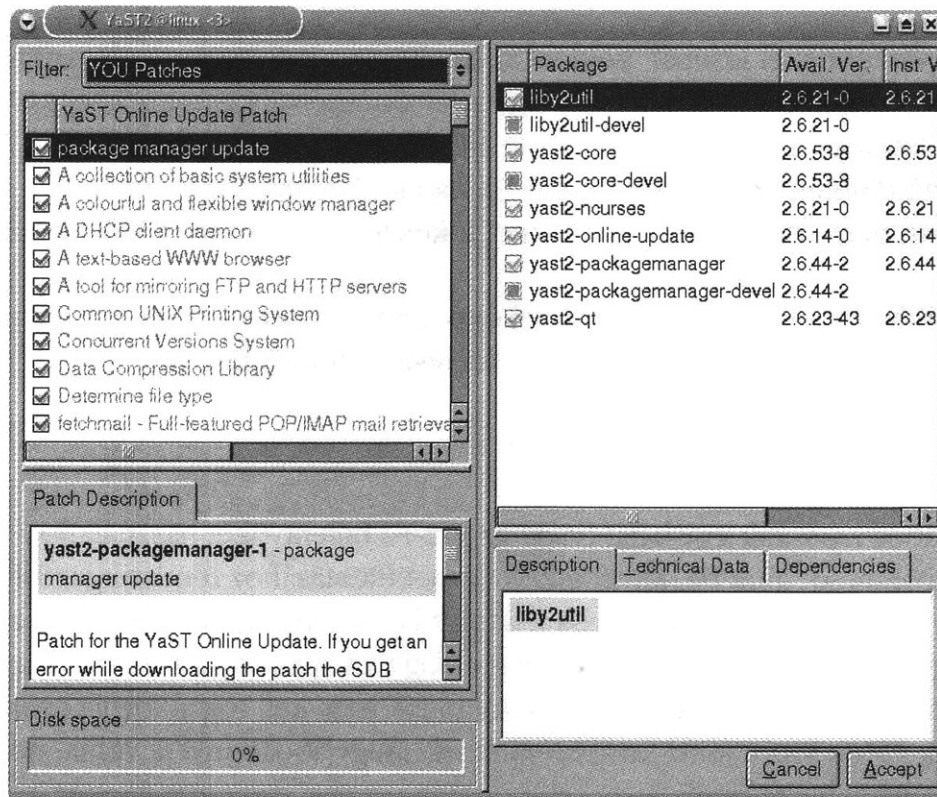 YaST2@linux <3>
Filter: YOU Patches
YaST Online Update Patch
package manager update
A collection of basic system utilities
A colourful and flexible window manager
A DHCP client daemon
A text-based WWW browser
A tool for mirroring FTP and HTTP servers
Common UNIX Printing System
Concurrent Versions System
Data Compression Library
Determine file type
fetchmail - Full-featured POP/IMAP mail retrieva
Patch Description
yast2-packagemanager-1 - package
manager update
Patch for the YaST Online Update. If you get an
error while downloading the patch the SDB
Disk space
0%
Package Avail. Ver. Inst. V
liby2util 2.6.21-0 2.6.21
liby2util-devel 2.6.21-0
yast2-core 2.6.53-8 2.6.53
yast2-core-devel 2.6.53-8
yast2-ncurses 2.6.21-0 2.6.21
yast2-online-update 2.6.14-0 2.6.14
yast2-packagemanager 2.6.44-2 2.6.44
yast2-packagemanager-devel 2.6.44-2
yast2-qt 2.6.23-43 2.6.23
Description Technical Data Dependencies
liby2util
Cancel Accept